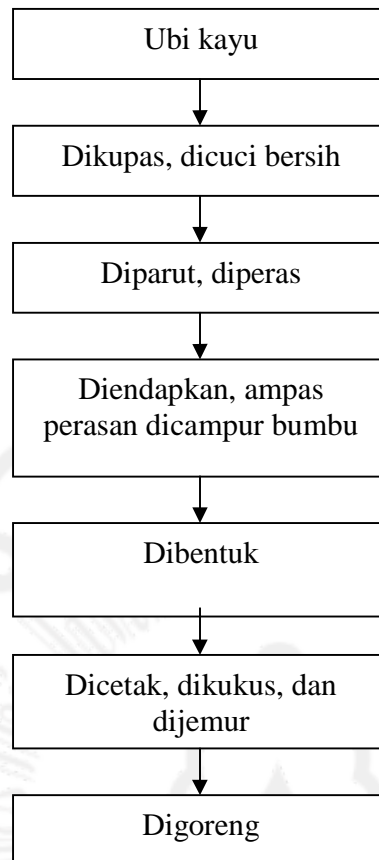 Ubi kayu
Dikupas, dicuci bersih
Diparut, diperas
Diendapkan, ampas
perasan dicampur bumbu
Dibentuk
Dicetak, dikukus, dan
dijemur
Digoreng